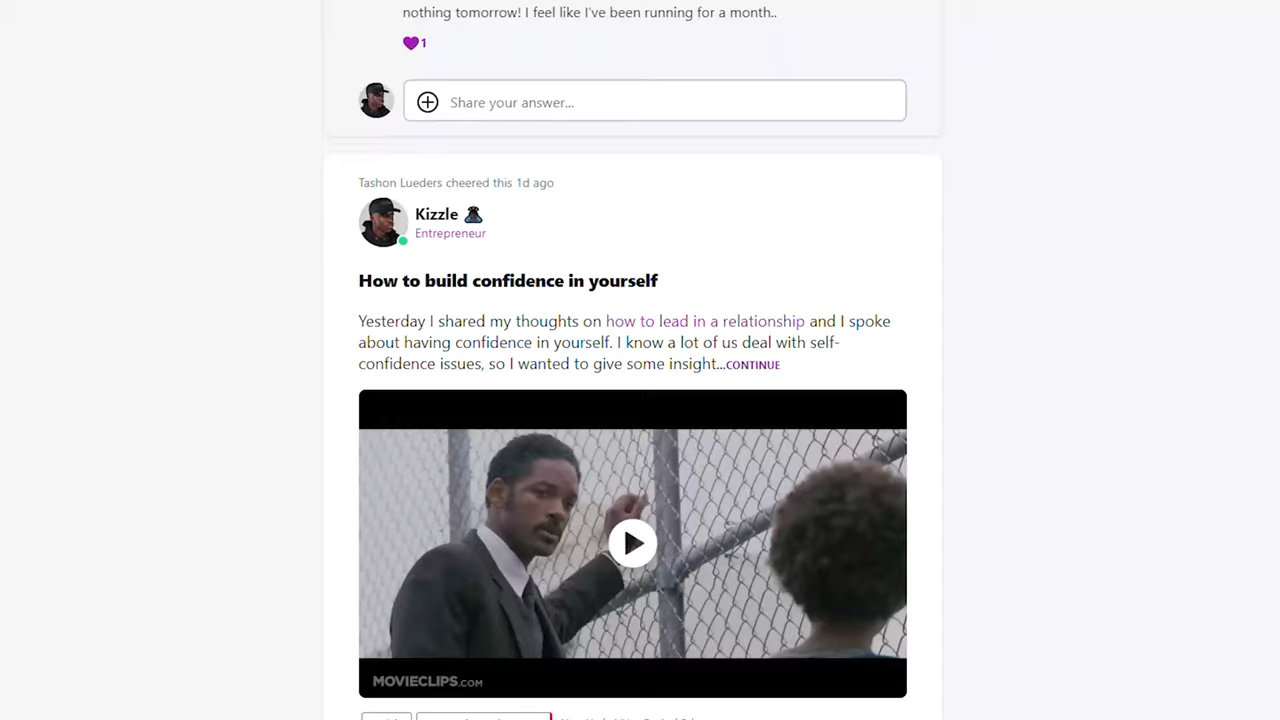 nothing tomorrow! I feel like I've been running for a month..
1
Share your answer...
Tashon Lueders cheered this 1d ago
Kizzle
Entrepreneur
How to build confidence in yourself
Yesterday I shared my thoughts on how to lead in a relationship and I spoke
about having confidence in yourself. I know a lot of us deal with self-
confidence issues, so I wanted to give some insight...CONTINUE
MOVIECLIPS.COM